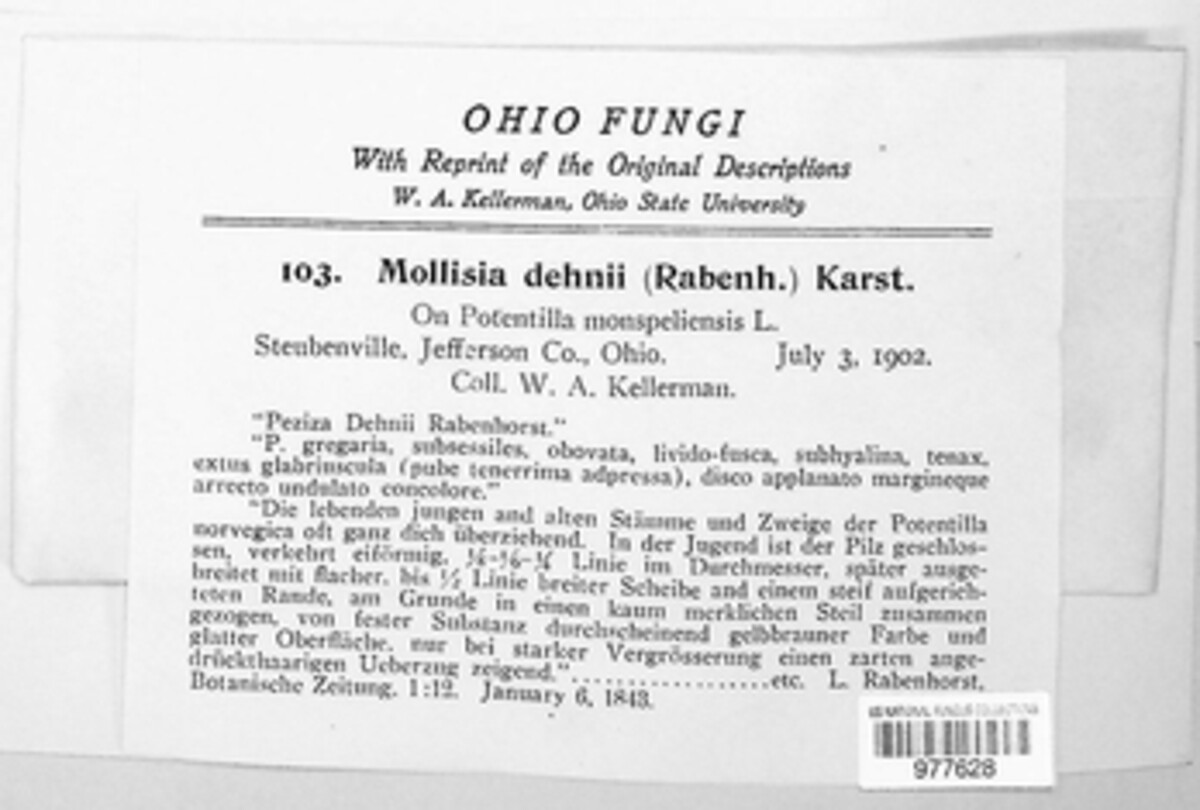 OHIO FUNGI
With Reprint of the Original Descriptions
W. A. Kellerman, Ohio State University
103. Mollisia dehnii (Rabenh.) Karst.
On Potentilla monspeliensis L.
Steubenville, Jefferson Co., Ohio. July 3, 1902.
Coll. W. A. Kellerman.
"Peziza Dehnii Rabenhorst."
"P. gregaria, subsessiles, obovata, livido-fusca, subhyalina, tenax,
extus glabriuscula (pube tenerrima adpressa), disco applanato margineque
arrecto undulato concolore."
"Die lebenden jungen and alten Stämme und Zweige der Potentilla
norvegica oft ganz dich überziehend. In der Jugend ist der Pilz geschlos-
sen, verkehrt eiförmig, Linie im Durchmesser, später ausge-
breitet mit flacher, bis ½ Linie breiter Scheibe and einem steif aufgerich-
teten Rande, am Grunde in einen kaum merklichen Steil zusammen
gezogen, von fester Substanz durchscheinend gelbbrauner Farbe und
glatter Oberfläche, nur bei starker Vergrösserung einen zarten ange-
drückthaarigen Ueberzug zeigend."..................etc. L. Rabenhorst,
Botanische Zeitung, 1:12. January 6, 1843.
US NATIONAL FUNGUS COLLECTIONS
977628